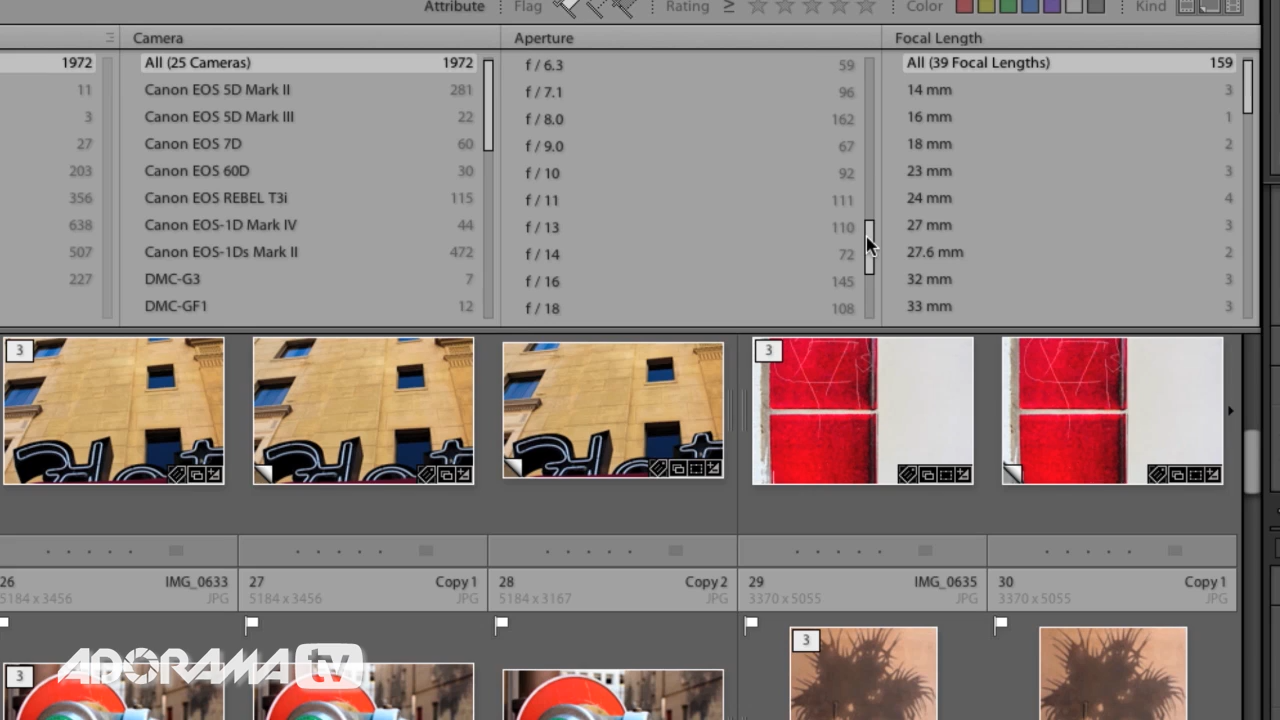 Attribute Flag Rating ≥ Color Kind
Camera Aperture Focal Length
1972 All (25 Cameras) 1972 f / 6.3 59 All (39 Focal Lengths) 159
11 Canon EOS 5D Mark II 281 f / 7.1 96 14 mm 3
3 Canon EOS 5D Mark III 22 f / 8.0 162 16 mm 1
27 Canon EOS 7D 60 f / 9.0 67 18 mm 2
203 Canon EOS 60D 30 f / 10 92 23 mm 3
356 Canon EOS REBEL T3i 115 f / 11 111 24 mm 4
638 Canon EOS-1D Mark IV 44 f / 13 110 27 mm 3
507 Canon EOS-1Ds Mark II 472 f / 14 72 27.6 mm 2
227 DMC-G3 7 f / 16 145 32 mm 3
DMC-GF1 12 f / 18 108 33 mm 3
3 3
26 IMG_0633 27 Copy 1 28 Copy 2 29 IMG_0635 30 Copy 1
5184 x 3456 JPG 5184 x 3456 JPG 5184 x 3167 JPG 3370 x 5055 JPG 3370 x 5055 JPG
3
3
ADORAMA tv